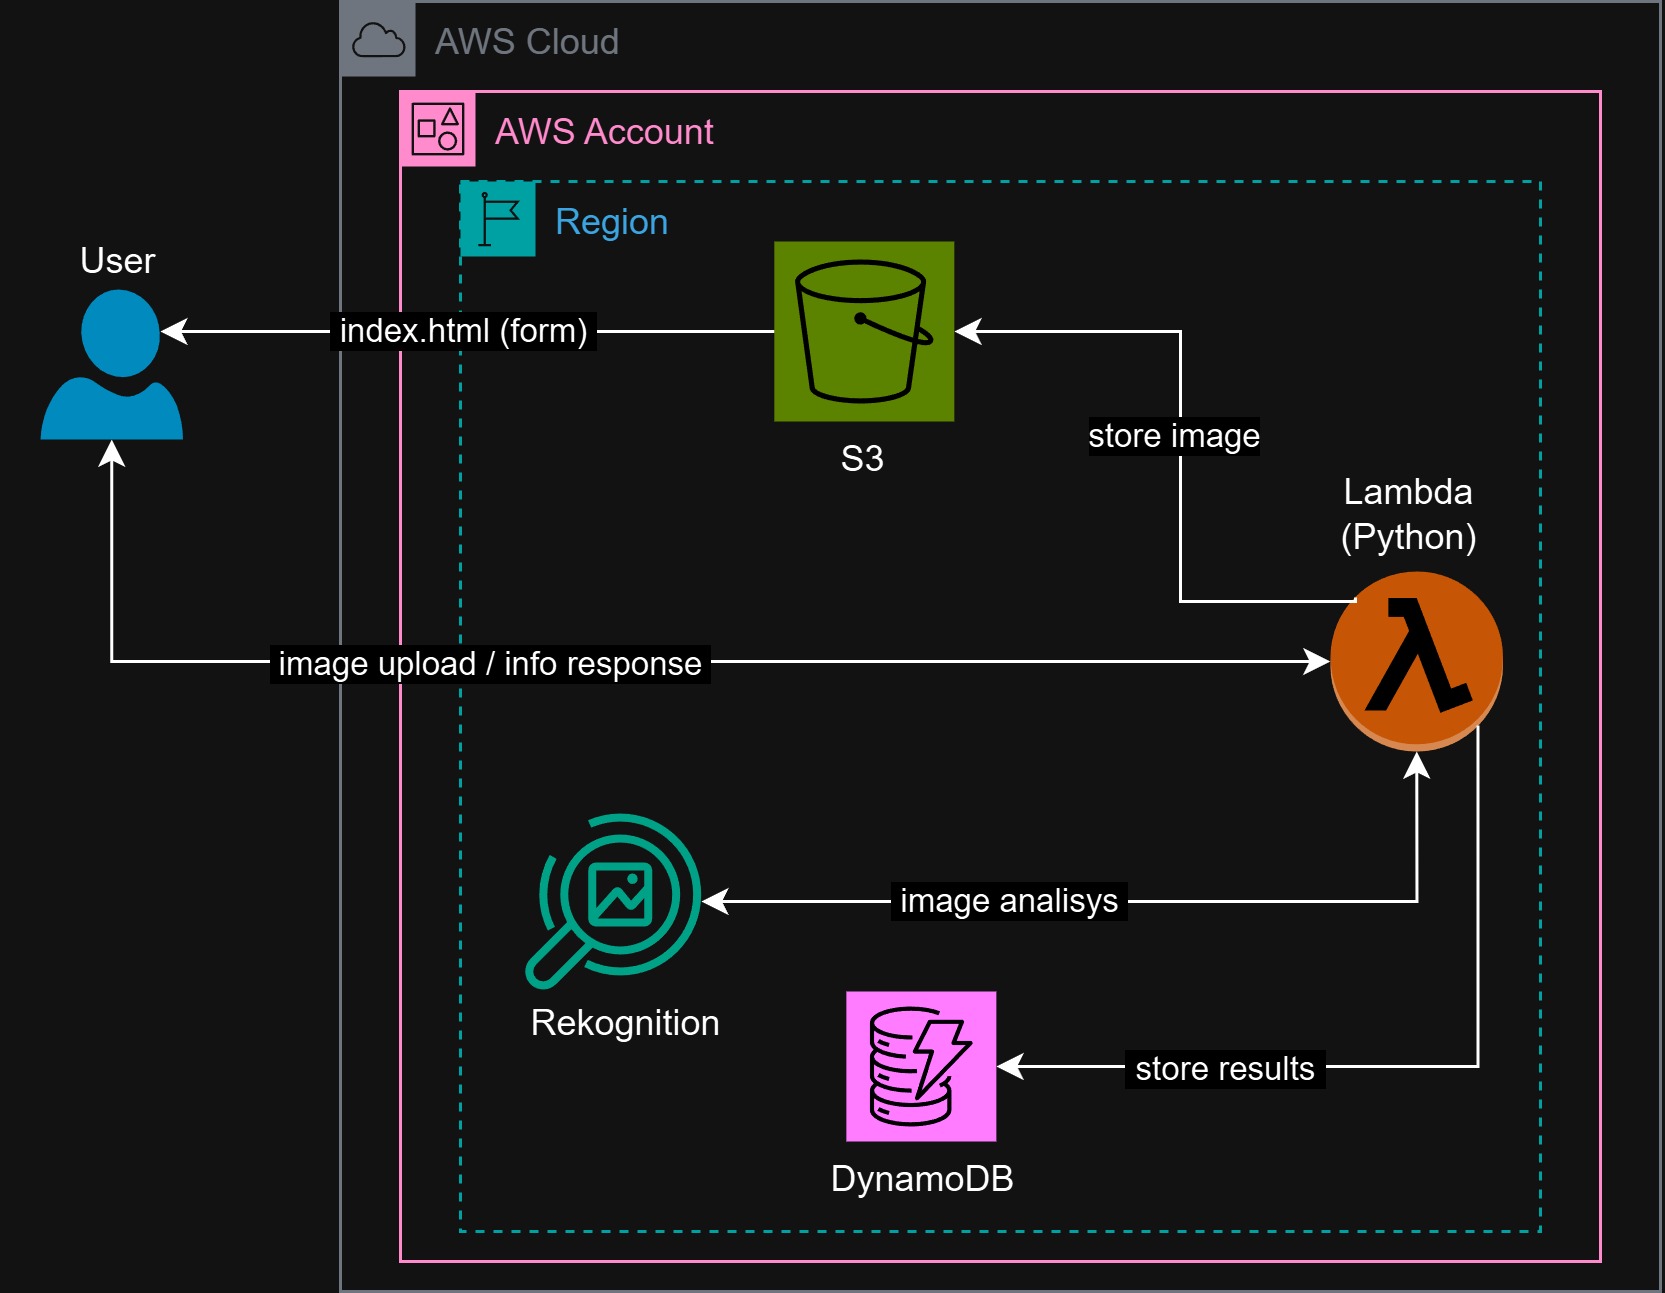 AWS Cloud
AWS Account
Region
User
index.html (form)
S3
store image
Lambda
(Python)
image upload / info response
image analisys
Rekognition
store results
DynamoDB